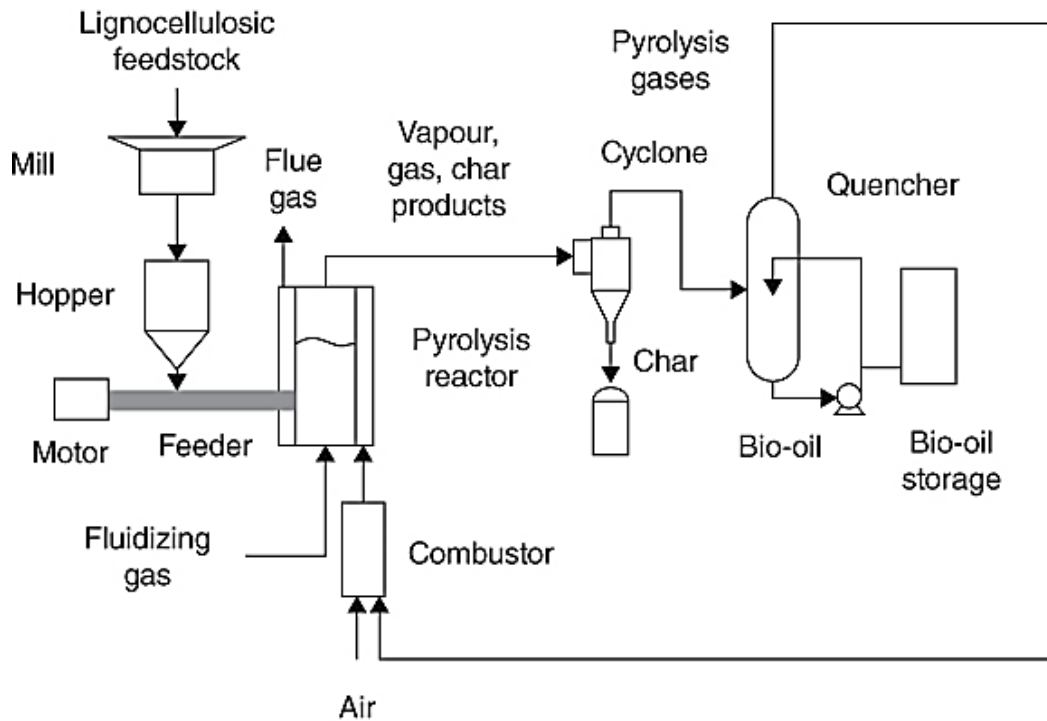 Lignocellulosic
feedstock
Pyrolysis
gases
Mill
Flue
gas
Vapour,
gas, char
products
Cyclone
Quencher
Hopper
Pyrolysis
reactor
Char
Motor
Feeder
Bio-oil
Bio-oil
storage
Fluidizing
gas
Combustor
Air